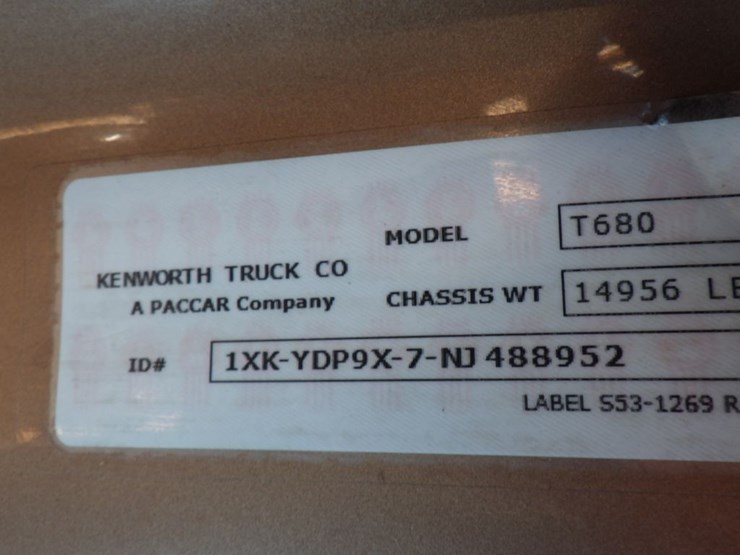 MODEL T680
KENWORTH TRUCK CO
A PACCAR Company
CHASSIS WT 14956 LB
ID# 1XK-YDP9X-7-NJ 488952
LABEL S53-1269 R